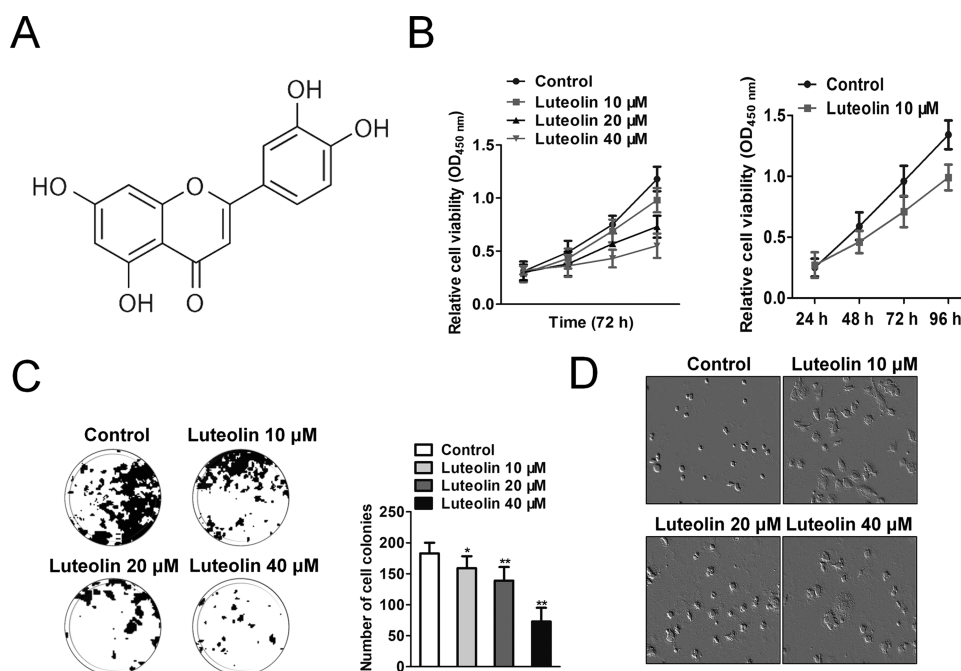 A
OH
OH
HO
O
OH
O
B
Control
Luteolin 10 µM
Luteolin 20 µM
Luteolin 40 µM
Relative cell viability (OD450 nm)
1.5
1.0
0.5
0.0
Time (72 h)
Control
Luteolin 10 µM
Relative cell viability (OD450 nm)
1.5
1.0
0.5
0.0
24 h 48 h 72 h 96 h
C
Control
Luteolin 10 µM
Luteolin 20 µM
Luteolin 40 µM
Control
Luteolin 10 µM
Luteolin 20 µM
Luteolin 40 µM
Number of cell colonies
250
200
150
100
50
0
*
**
**
D
Control
Luteolin 10 µM
Luteolin 20 µM
Luteolin 40 µM